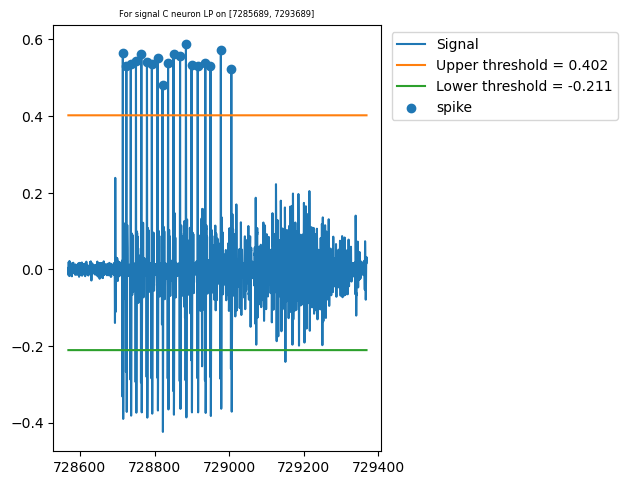 For signal C neuron LP on [7285689, 7293689]
0.6
0.4
0.2
0.0
−0.2
−0.4
728600
728800
729000
729200
729400
Signal
Upper threshold = 0.402
Lower threshold = -0.211
spike